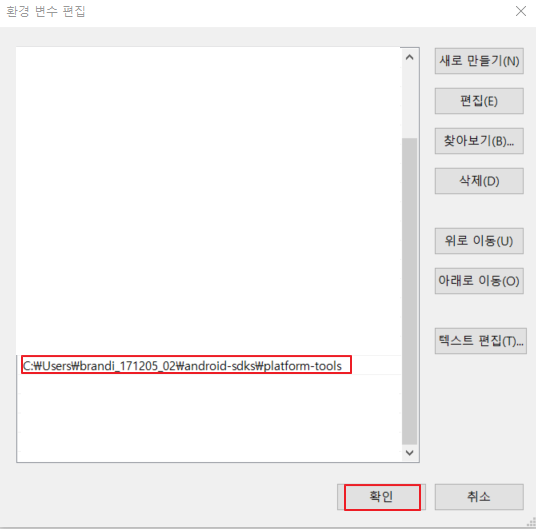 환경 변수 편집
새로 만들기(N)
편집(E)
찾아보기(B)...
삭제(D)
위로 이동(U)
아래로 이동(O)
텍스트 편집(T)...
C:₩Users₩brandi_171205_02₩android-sdks₩platform-tools
확인
취소